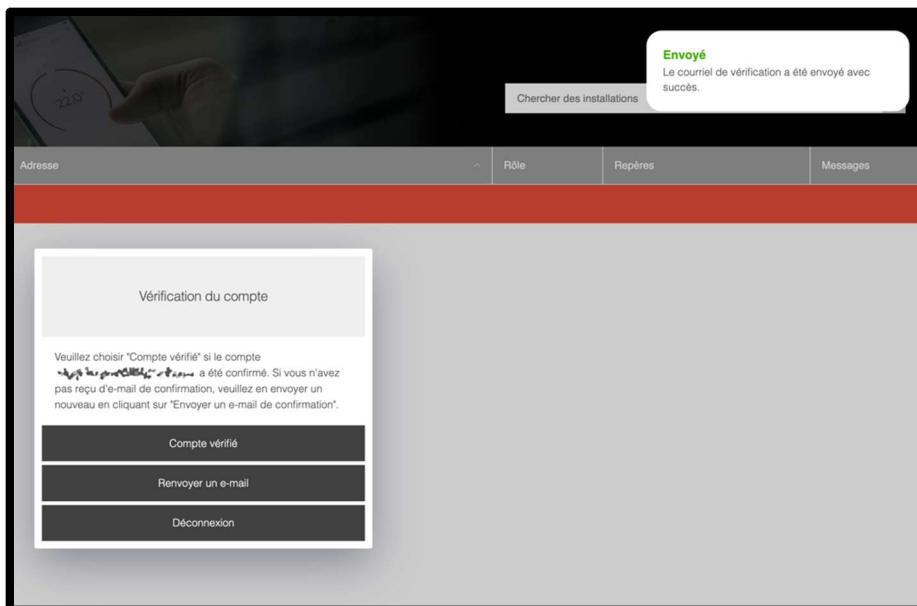 22.0°
Envoyé
Le courriel de vérification a été envoyé avec
succès.
Chercher des installations
Adresse
Rôle
Repères
Messages
Vérification du compte
Veuillez choisir "Compte vérifié" si le compte
a été confirmé. Si vous n'avez
pas reçu d'e-mail de confirmation, veuillez en envoyer un
nouveau en cliquant sur "Envoyer un e-mail de confirmation".
Compte vérifié
Renvoyer un e-mail
Déconnexion